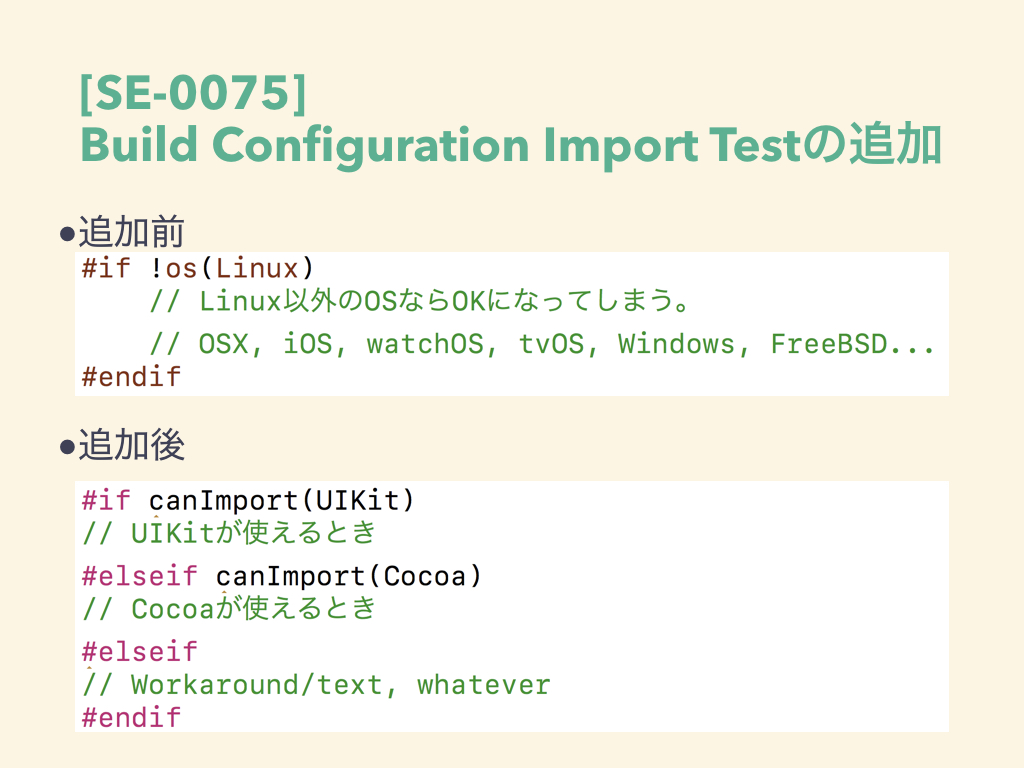 [SE-0075]
Build Configuration Import Testの追加
●追加前
#if !os(Linux)
    // Linux以外のOSならOKになってしまう。
    // OSX, iOS, watchOS, tvOS, Windows, FreeBSD...
#endif
●追加後
#if canImport(UIKit)
// UIKitが使えるとき
#elseif canImport(Cocoa)
// Cocoaが使えるとき
#elseif
// Workaround/text, whatever
#endif